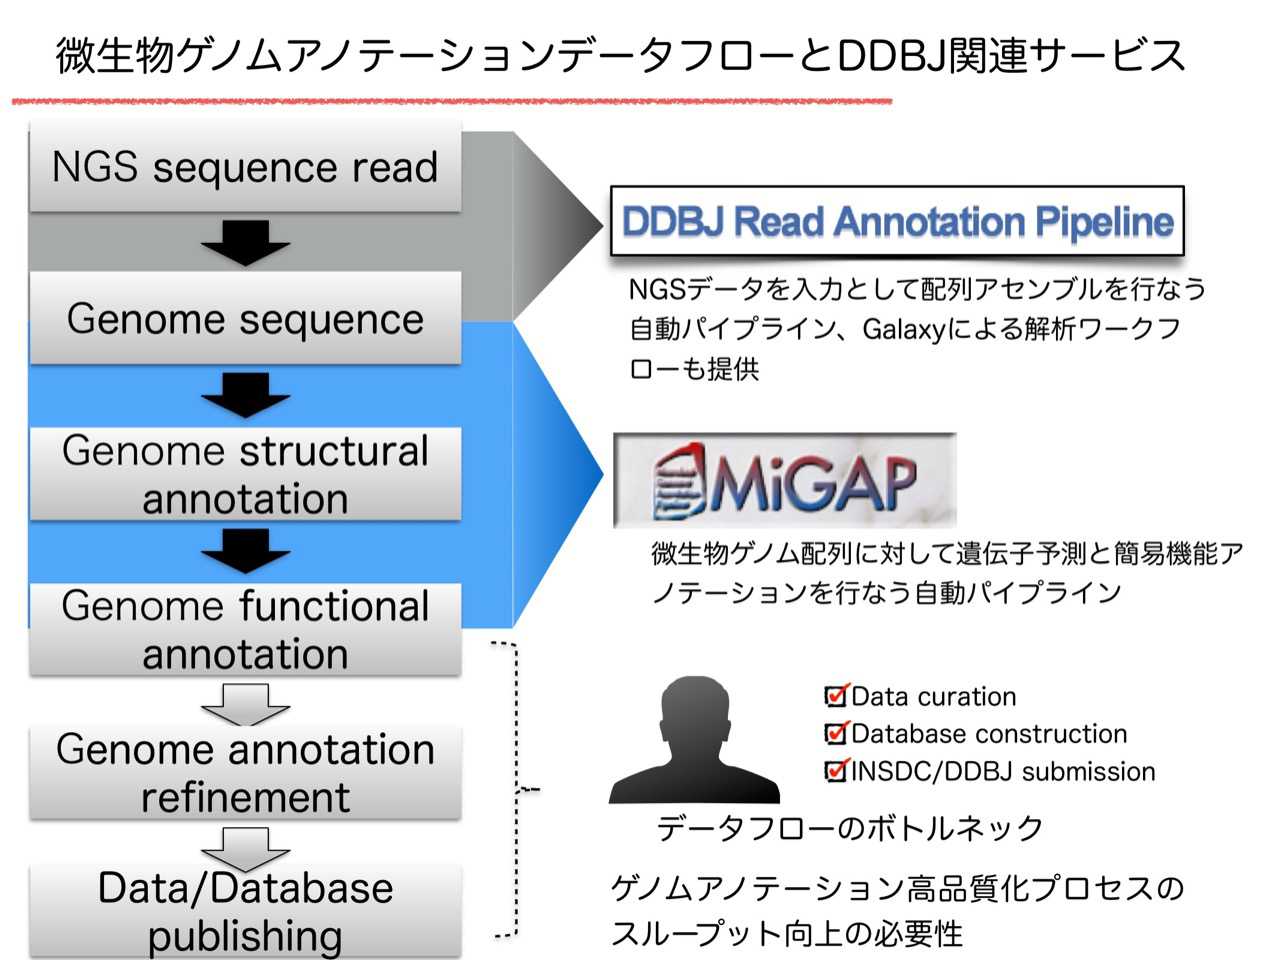 微生物ゲノムアノテーションデータフローとDDBJ関連サービス
NGS sequence read
Genome sequence
Genome structural
annotation
Genome functional
annotation
Genome annotation
refinement
Data/Database
publishing
DDBJ Read Annotation Pipeline
NGSデータを入力として配列アセンブルを行なう
自動パイプライン、Galaxyによる解析ワークフ
ローも提供
MiGAP
微生物ゲノム配列に対して遺伝子予測と簡易機能ア
ノテーションを行なう自動パイプライン
Data curation
Database construction
INSDC/DDBJ submission
データフローのボトルネック
ゲノムアノテーション高品質化プロセスの
スループット向上の必要性